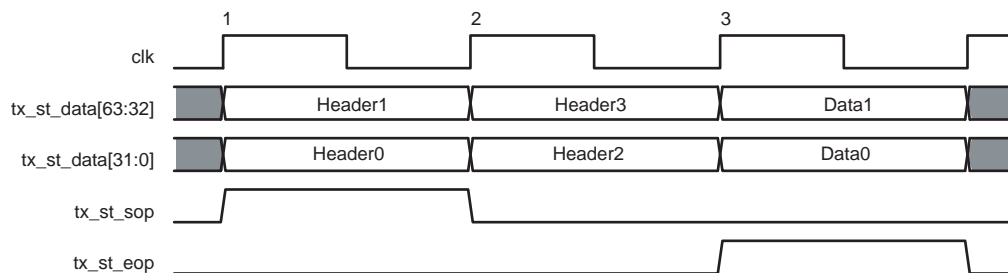 1 2 3
clk
tx_st_data[63:32] Header1 Header3 Data1
tx_st_data[31:0] Header0 Header2 Data0
tx_st_sop
tx_st_eop